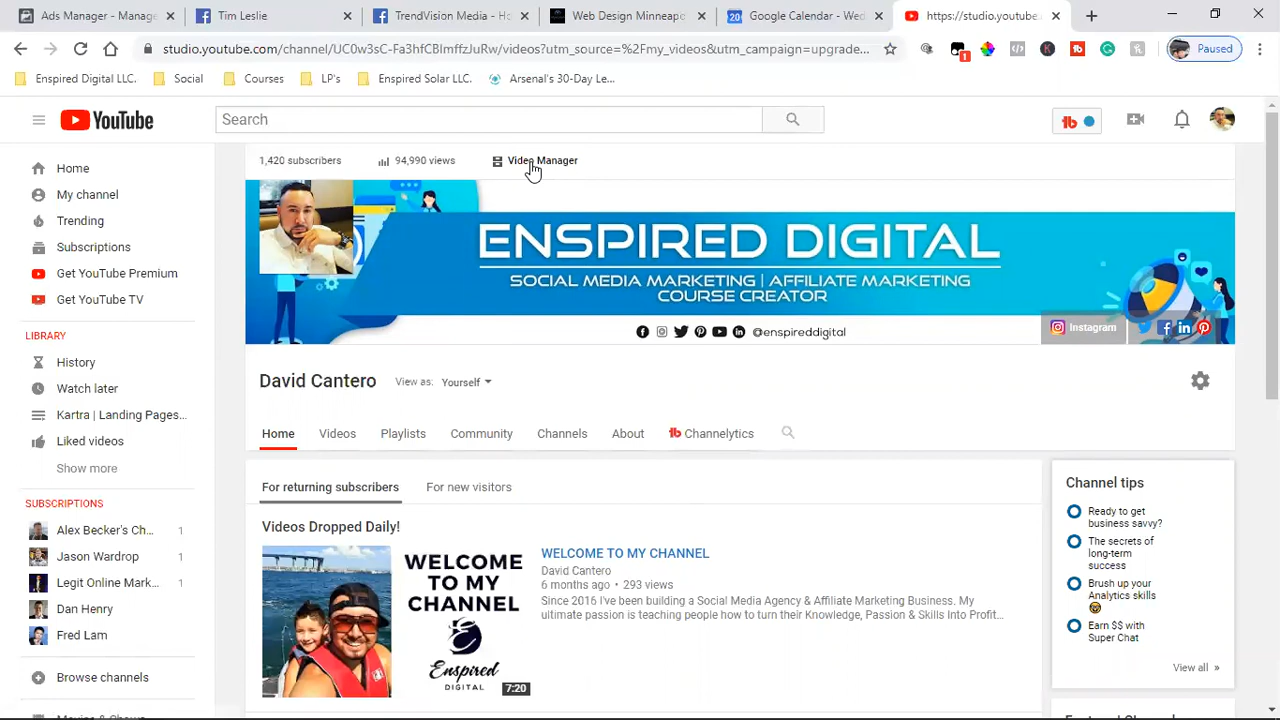 Ads Manager - Manage
Tim Leslie
TrendVision Media - Ho
Web Design Minneape
20 Google Calendar - Wed
https://studio.youtube.c
studio.youtube.com/channel/UC0w3sC-Fa3hfCBlmffzJuRw/videos?utm_source=%2Fmy_videos&utm_campaign=upgrade...
1
Paused
Enspired Digital LLC.
Social
Courses
LP's
Enspired Solar LLC.
Arsenal's 30-Day Le...
YouTube
Search
1,420 subscribers
94,990 views
Video Manager
Home
My channel
Trending
Subscriptions
Get YouTube Premium
Get YouTube TV
LIBRARY
History
Watch later
Kartra | Landing Pages...
Liked videos
Show more
SUBSCRIPTIONS
Alex Becker's Ch... 1
Jason Wardrop 1
Legit Online Mark... 1
Dan Henry
Fred Lam
Browse channels
Movies & Shows
ENSPIRED DIGITAL
SOCIAL MEDIA MARKETING | AFFILIATE MARKETING
COURSE CREATOR
@enspireddigital
Instagram
David Cantero
View as: Yourself
Home
Videos
Playlists
Community
Channels
About
Channelytics
For returning subscribers
For new visitors
Videos Dropped Daily!
WELCOME
TO MY
CHANNEL
Enspired
DIGITAL
7:20
WELCOME TO MY CHANNEL
David Cantero
6 months ago • 293 views
Since 2016 I've been building a Social Media Agency & Affiliate Marketing Business. My
ultimate passion is teaching people how to turn their Knowledge, Passion & Skills Into Profit...
Channel tips
Ready to get
business savvy?
The secrets of
long-term
success
Brush up your
Analytics skills
Earn $$ with
Super Chat
View all »